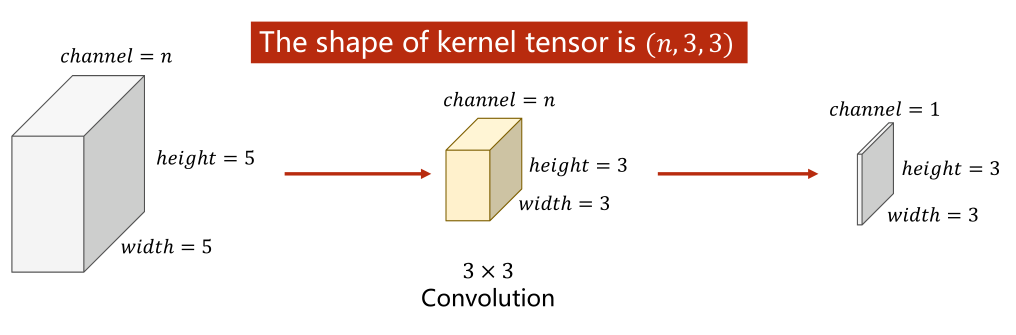 The shape of kernel tensor is (n, 3, 3)
channel = n
height = 5
width = 5
channel = n
height = 3
width = 3
3 × 3
Convolution
channel = 1
height = 3
width = 3